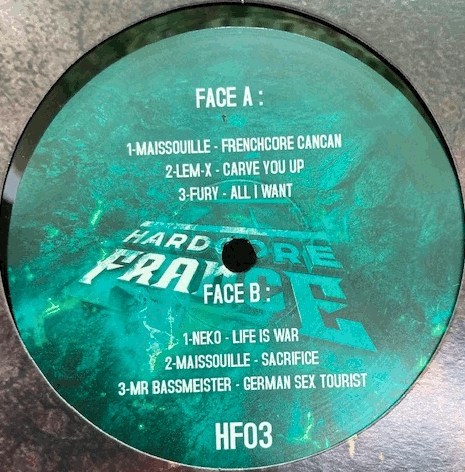 FACE A :
1-MAISSOUILLE - FRENCHCORE CANCAN
2-LEM-X - CARVE YOU UP
3-FURY - ALL I WANT
HARDCORE
FRANCE
FACE B :
1-NEKO - LIFE IS WAR
2-MAISSOUILLE - SACRIFICE
3-MR BASSMEISTER - GERMAN SEX TOURIST
HF03